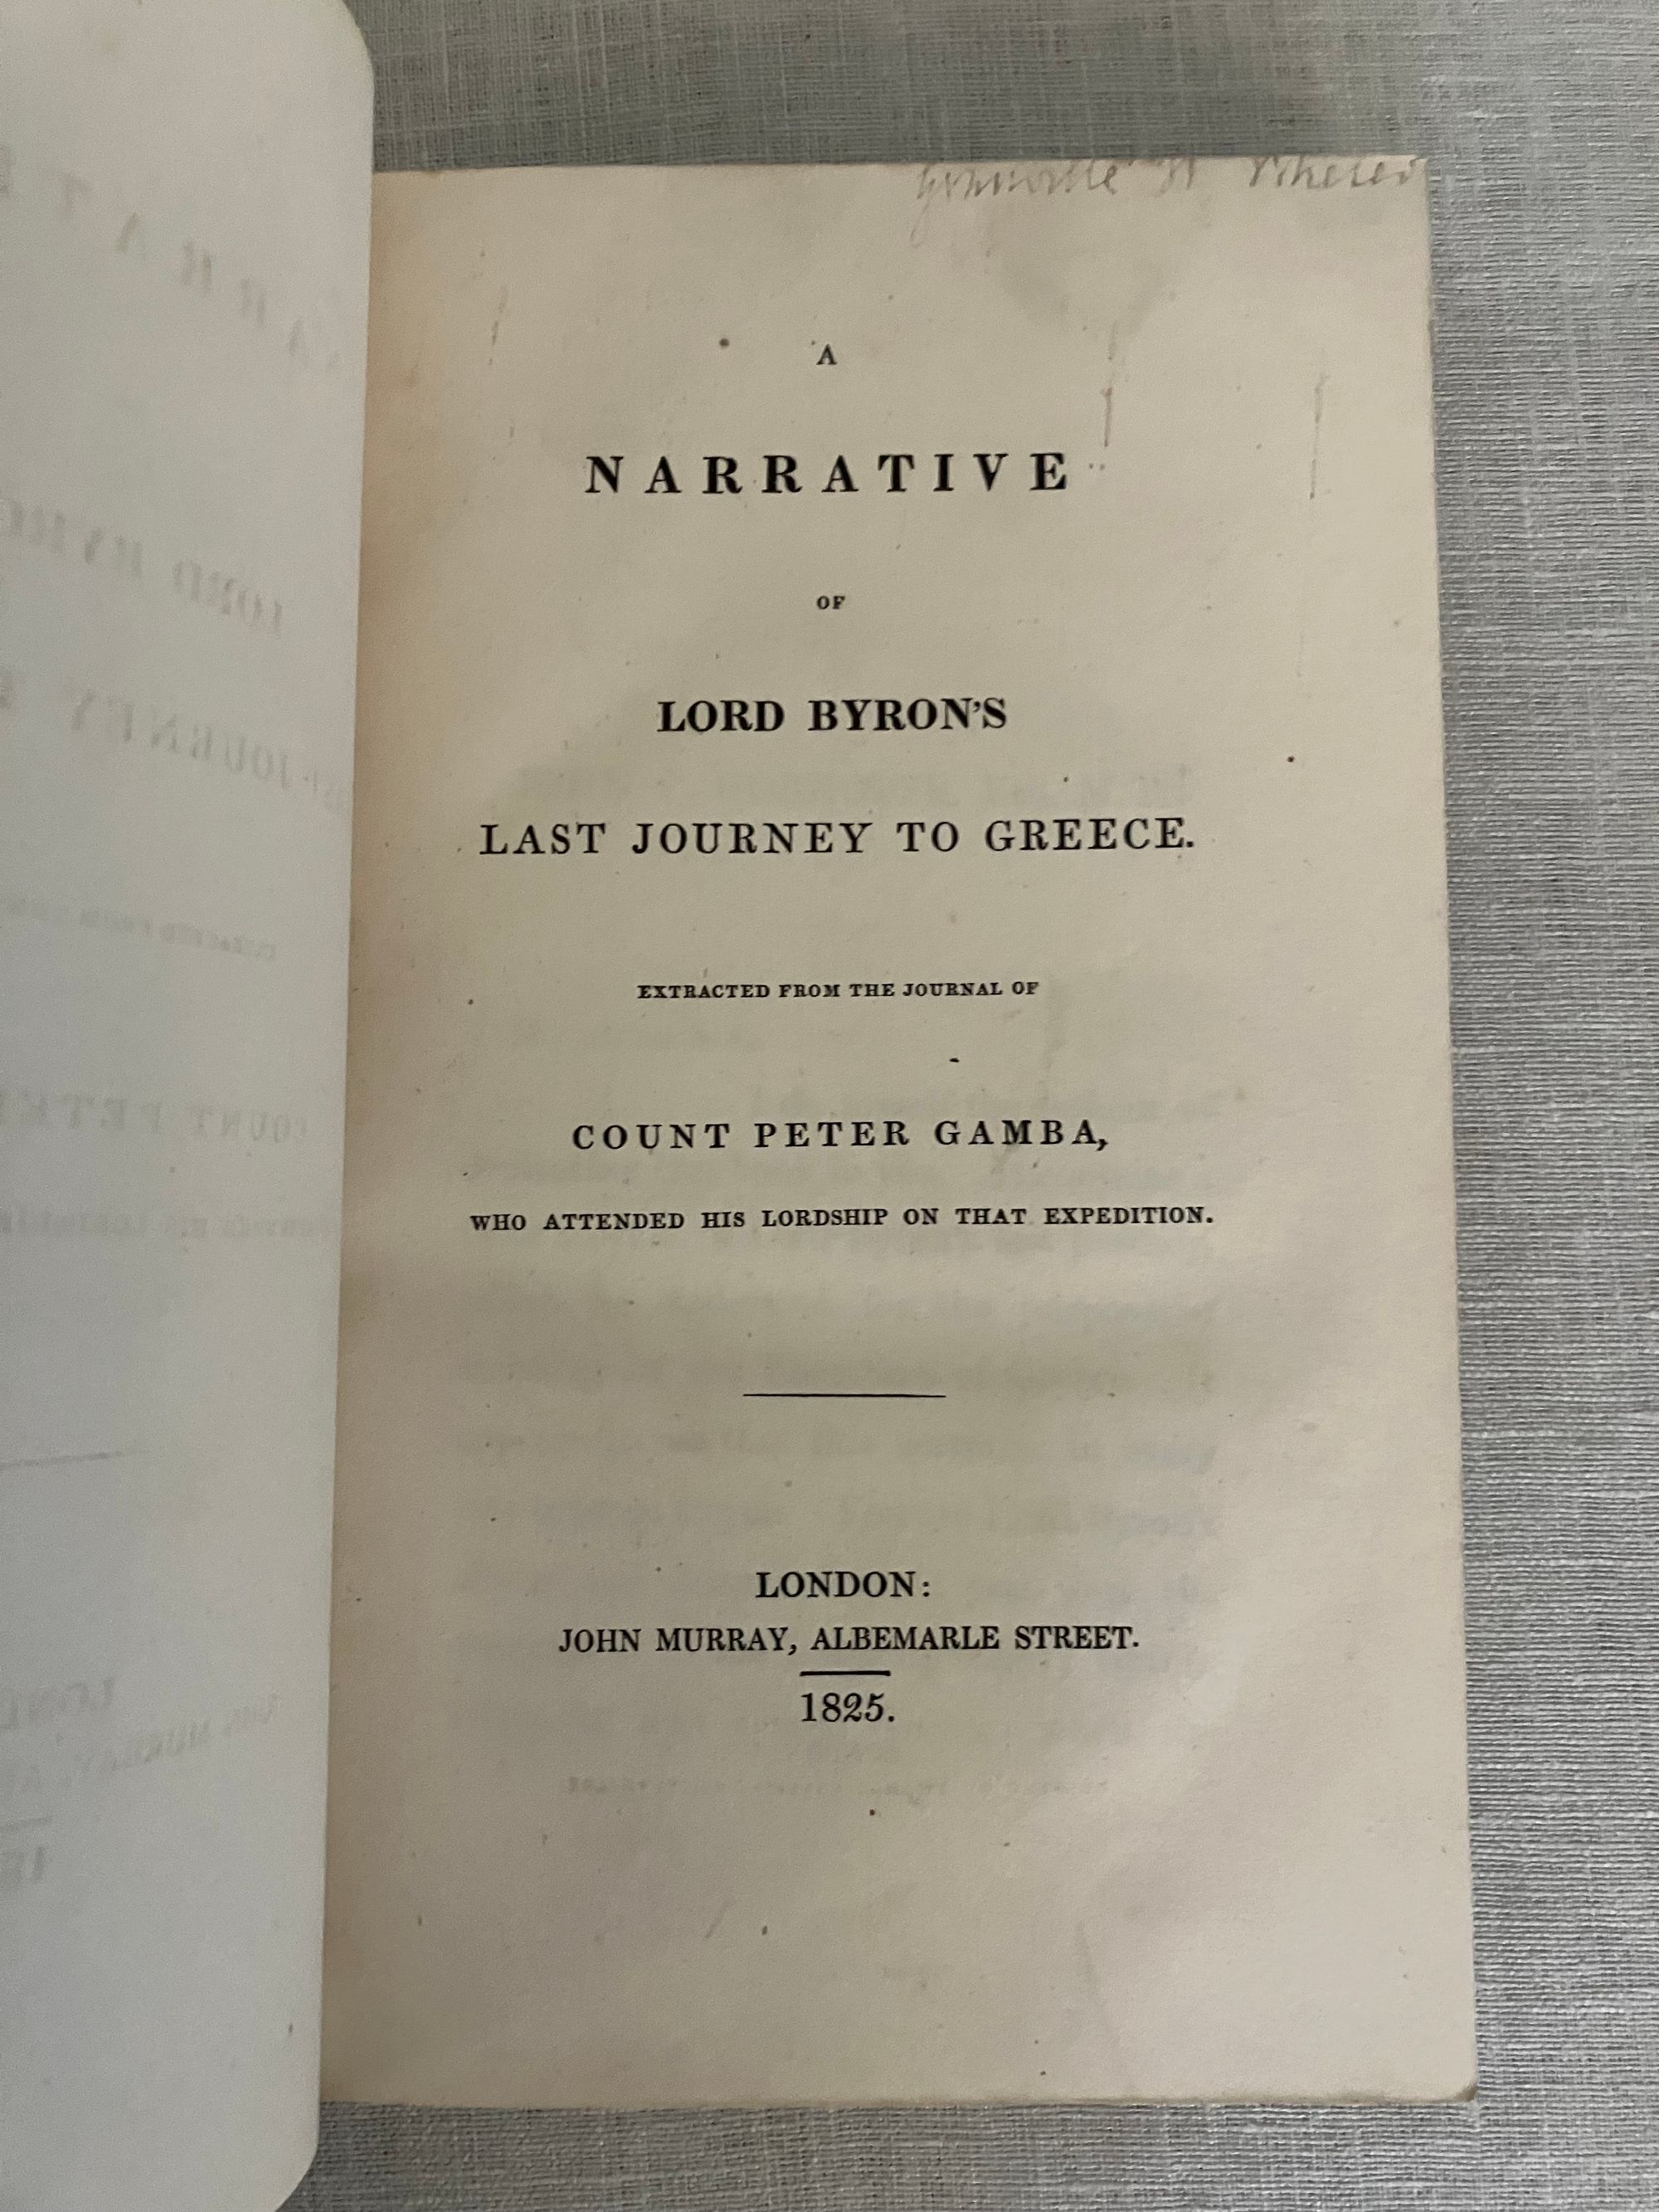 A
NARRATIVE
OF
LORD BYRON'S
LAST JOURNEY TO GREECE.
EXTRACTED FROM THE JOURNAL OF
COUNT PETER GAMBA,
WHO ATTENDED HIS LORDSHIP ON THAT EXPEDITION.
LONDON:
JOHN MURRAY, ALBEMARLE STREET.
1825.